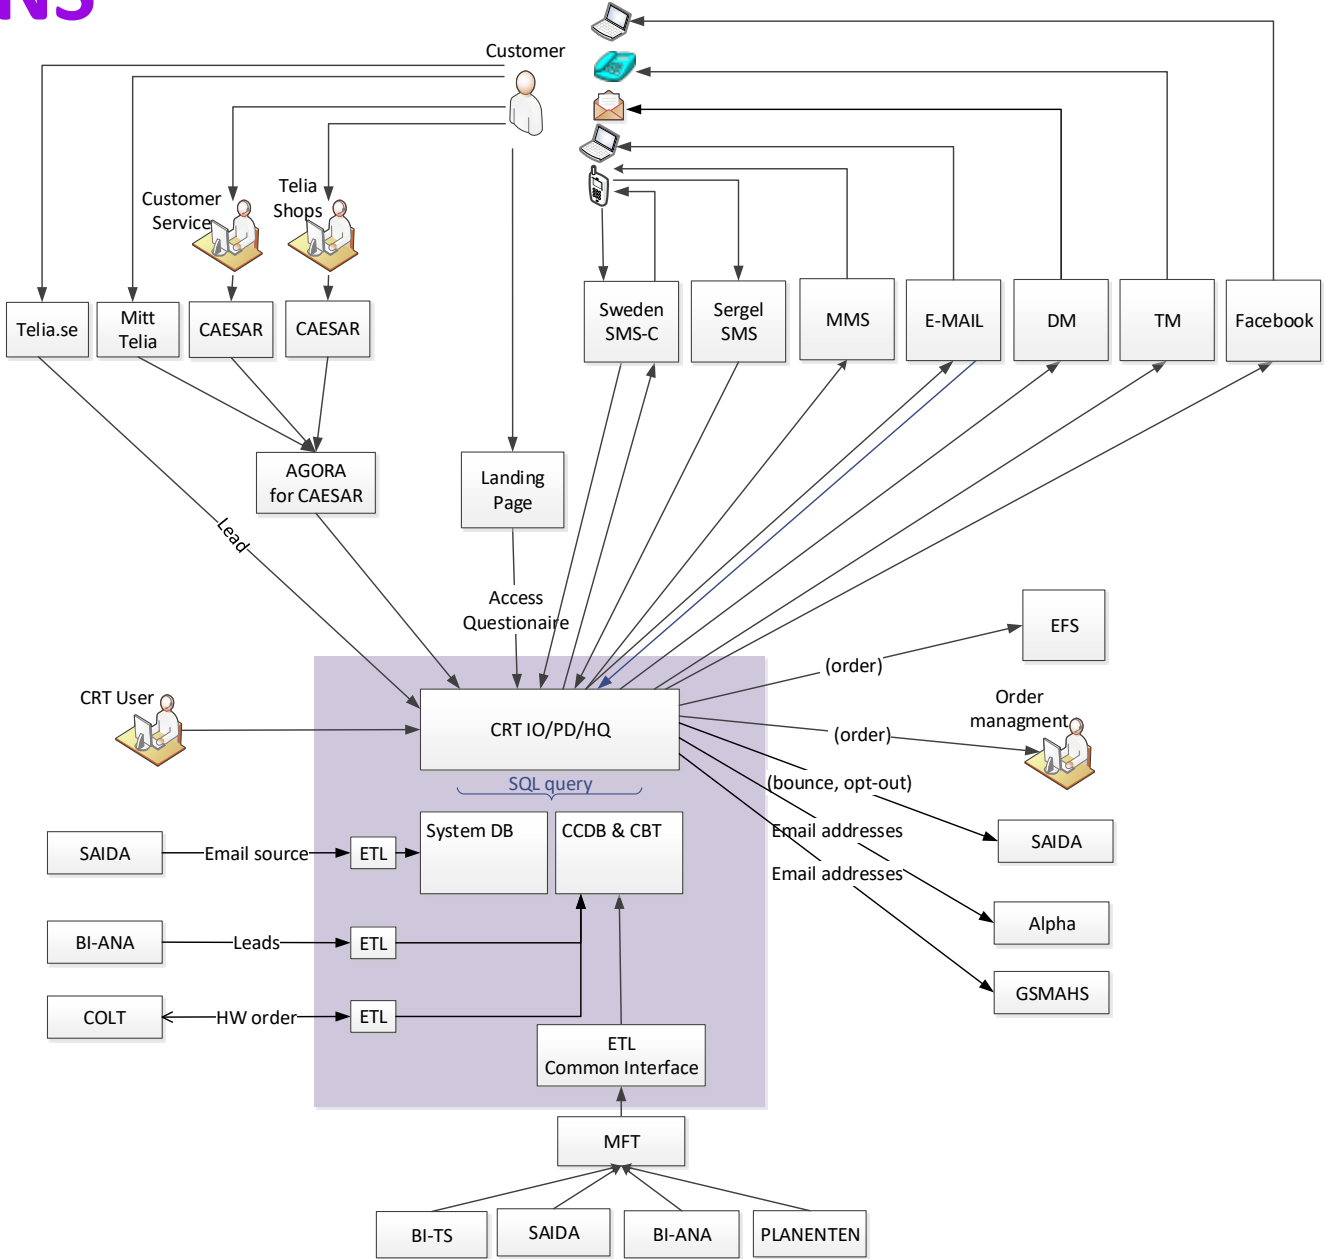 NS
Customer
Customer
Service
Telia
Shops
Telia.se
Mitt
Telia
CAESAR
CAESAR
Sweden
SMS-C
Sergel
SMS
MMS
E-MAIL
DM
TM
Facebook
AGORA
for CAESAR
Landing
Page
Lead
Access
Questionaire
EFS
(order)
CRT User
Order
managment
CRT IO/PD/HQ
(order)
SQL query
(bounce, opt-out)
System DB
CCDB & CBT
Email addresses
SAIDA
SAIDA
Email source
ETL
Email addresses
Alpha
BI-ANA
Leads
ETL
GSMAHS
COLT
HW order
ETL
ETL
Common Interface
MFT
BI-TS
SAIDA
BI-ANA
PLANENTEN